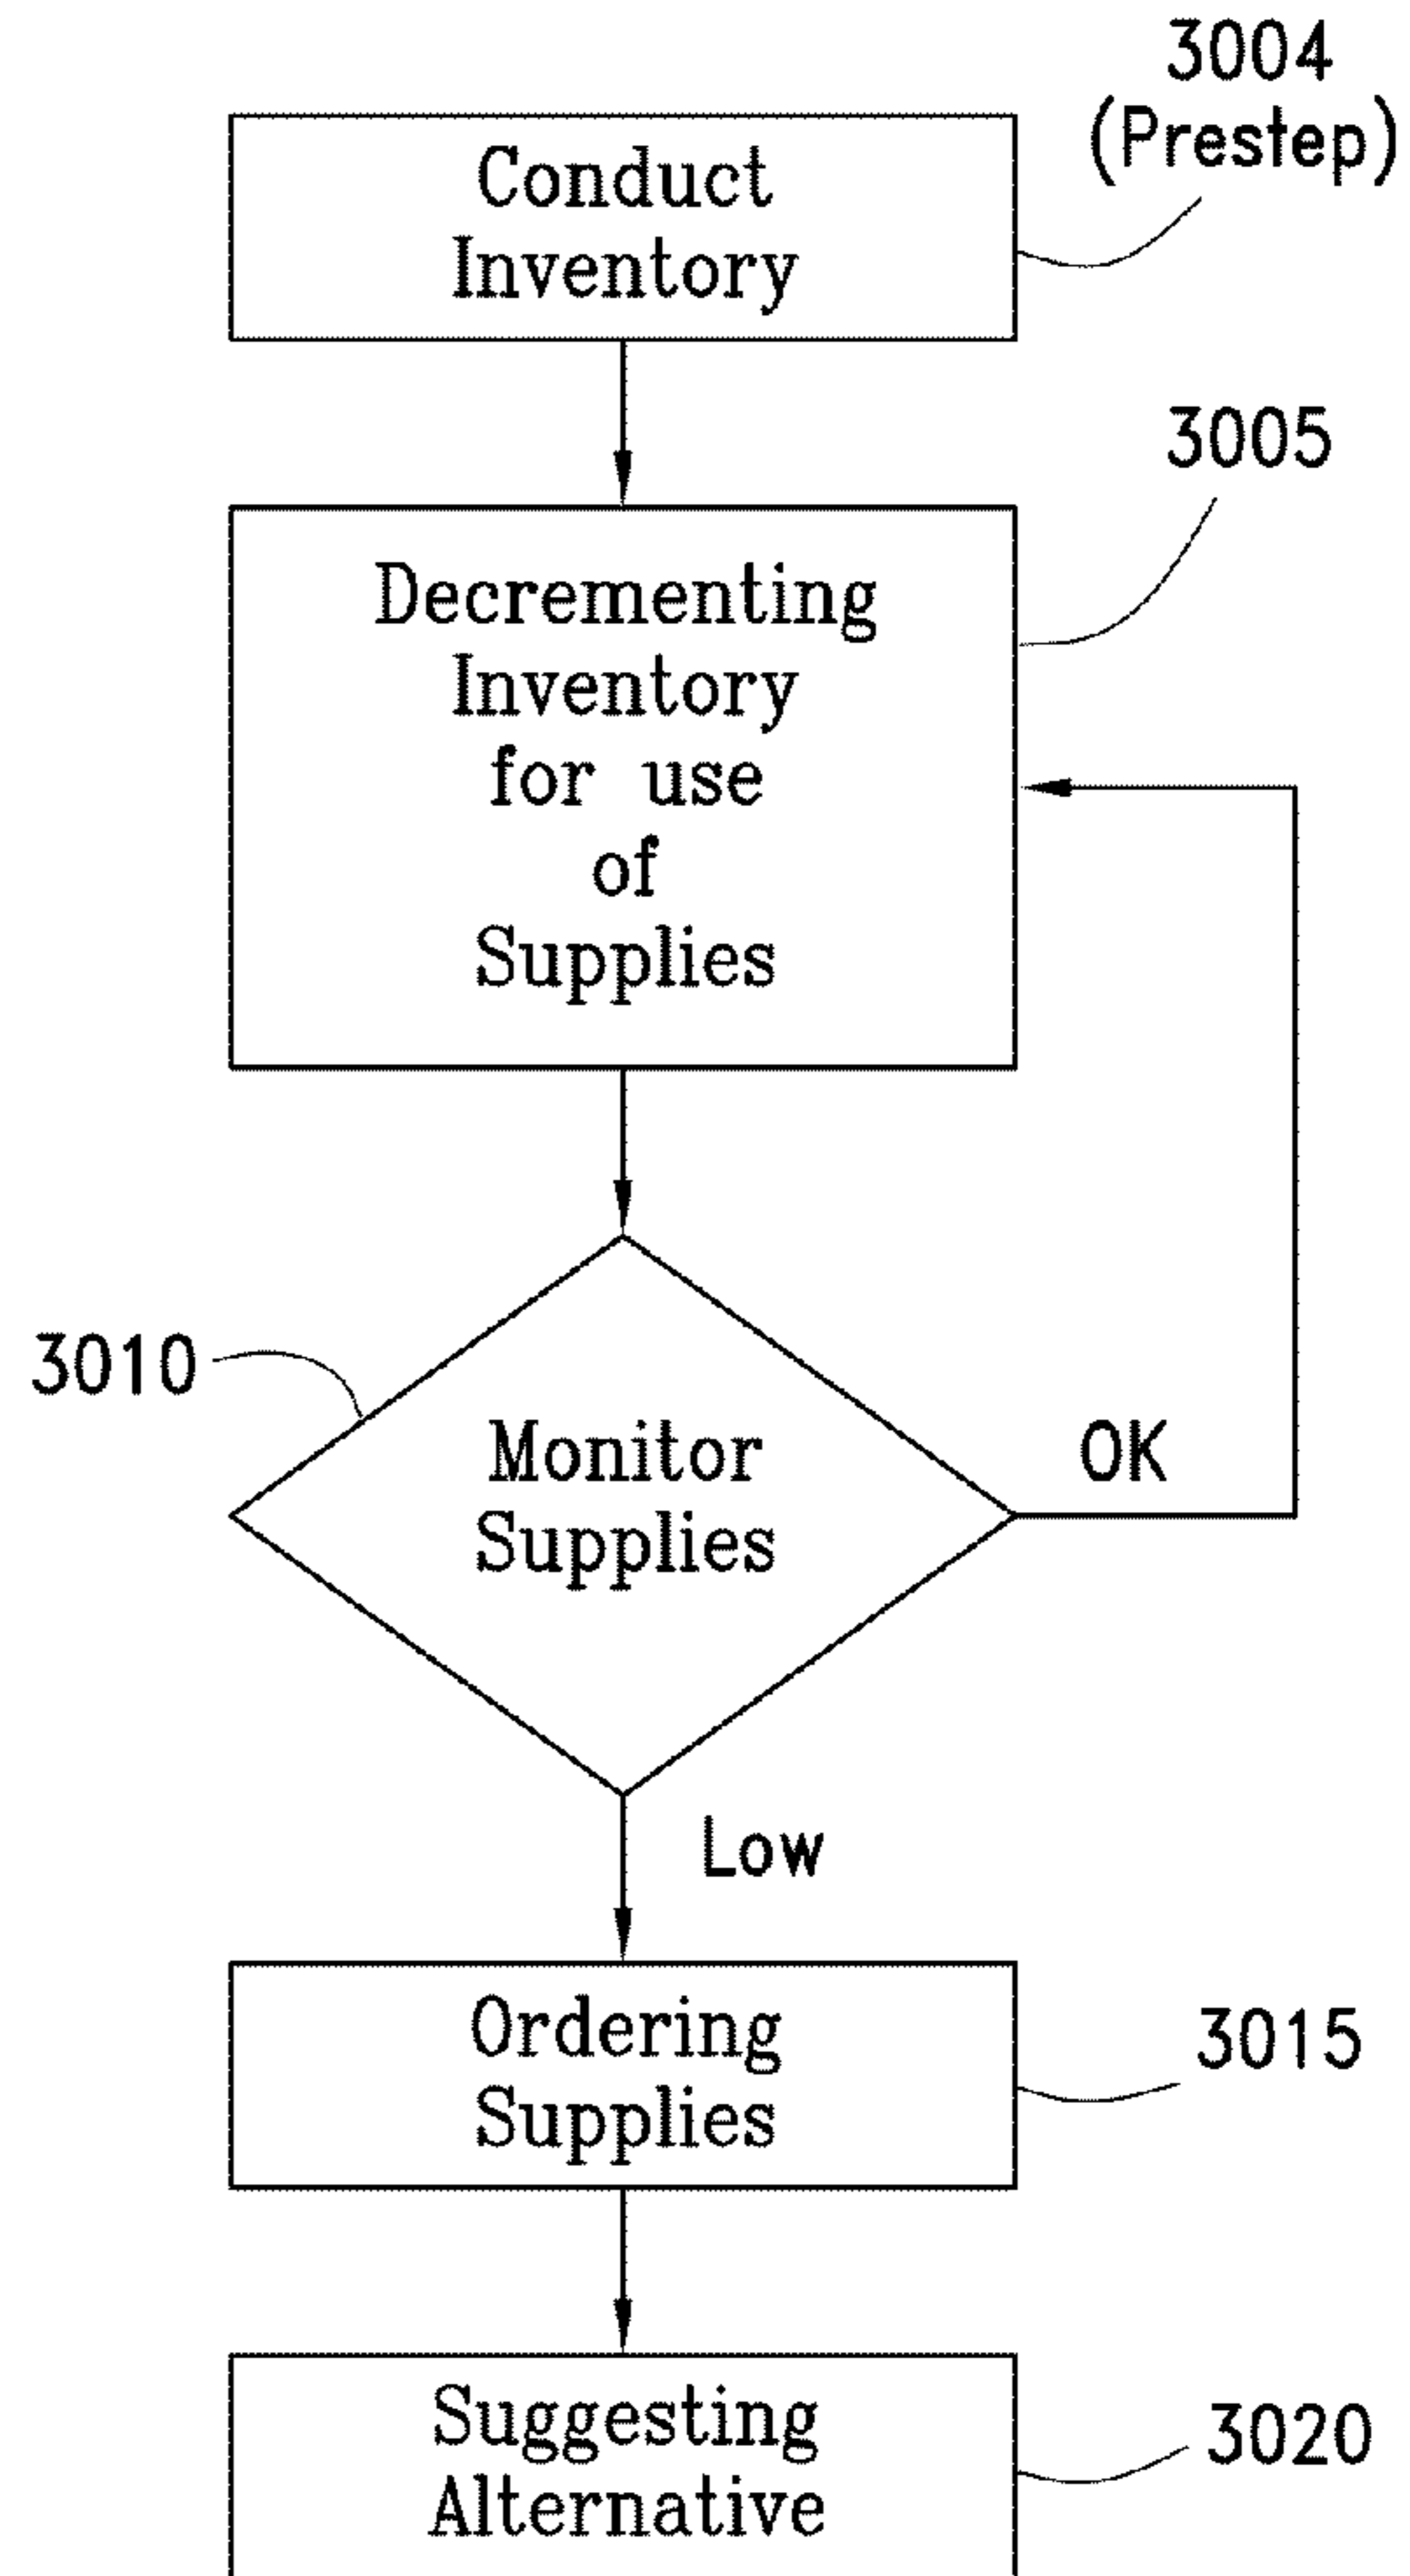 3004
(Prestep)
Conduct
Inventory
3005
Decrementing
Inventory
for use
of
Supplies
3010
Monitor
Supplies
OK
Low
Ordering
Supplies
3015
Suggesting
Alternative
3020